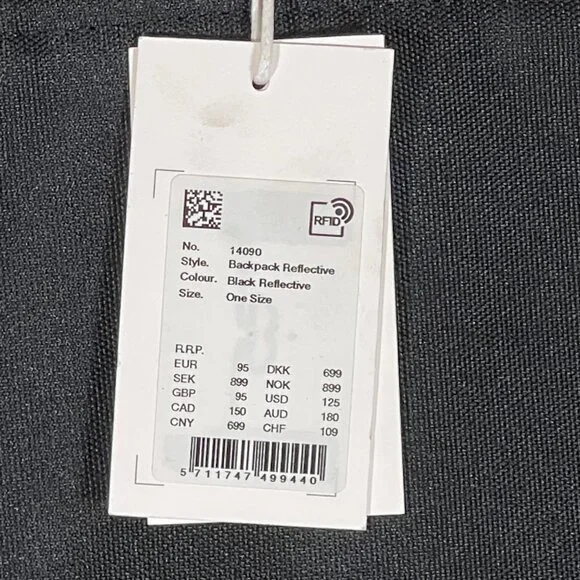 RFID
No. 14090
Style. Backpack Reflective
Colour. Black Reflective
Size. One Size
R.R.P.
EUR 95 DKK 699
SEK 899 NOK 899
GBP 95 USD 125
CAD 150 AUD 180
CNY 699 CHF 109
5 711747 499440